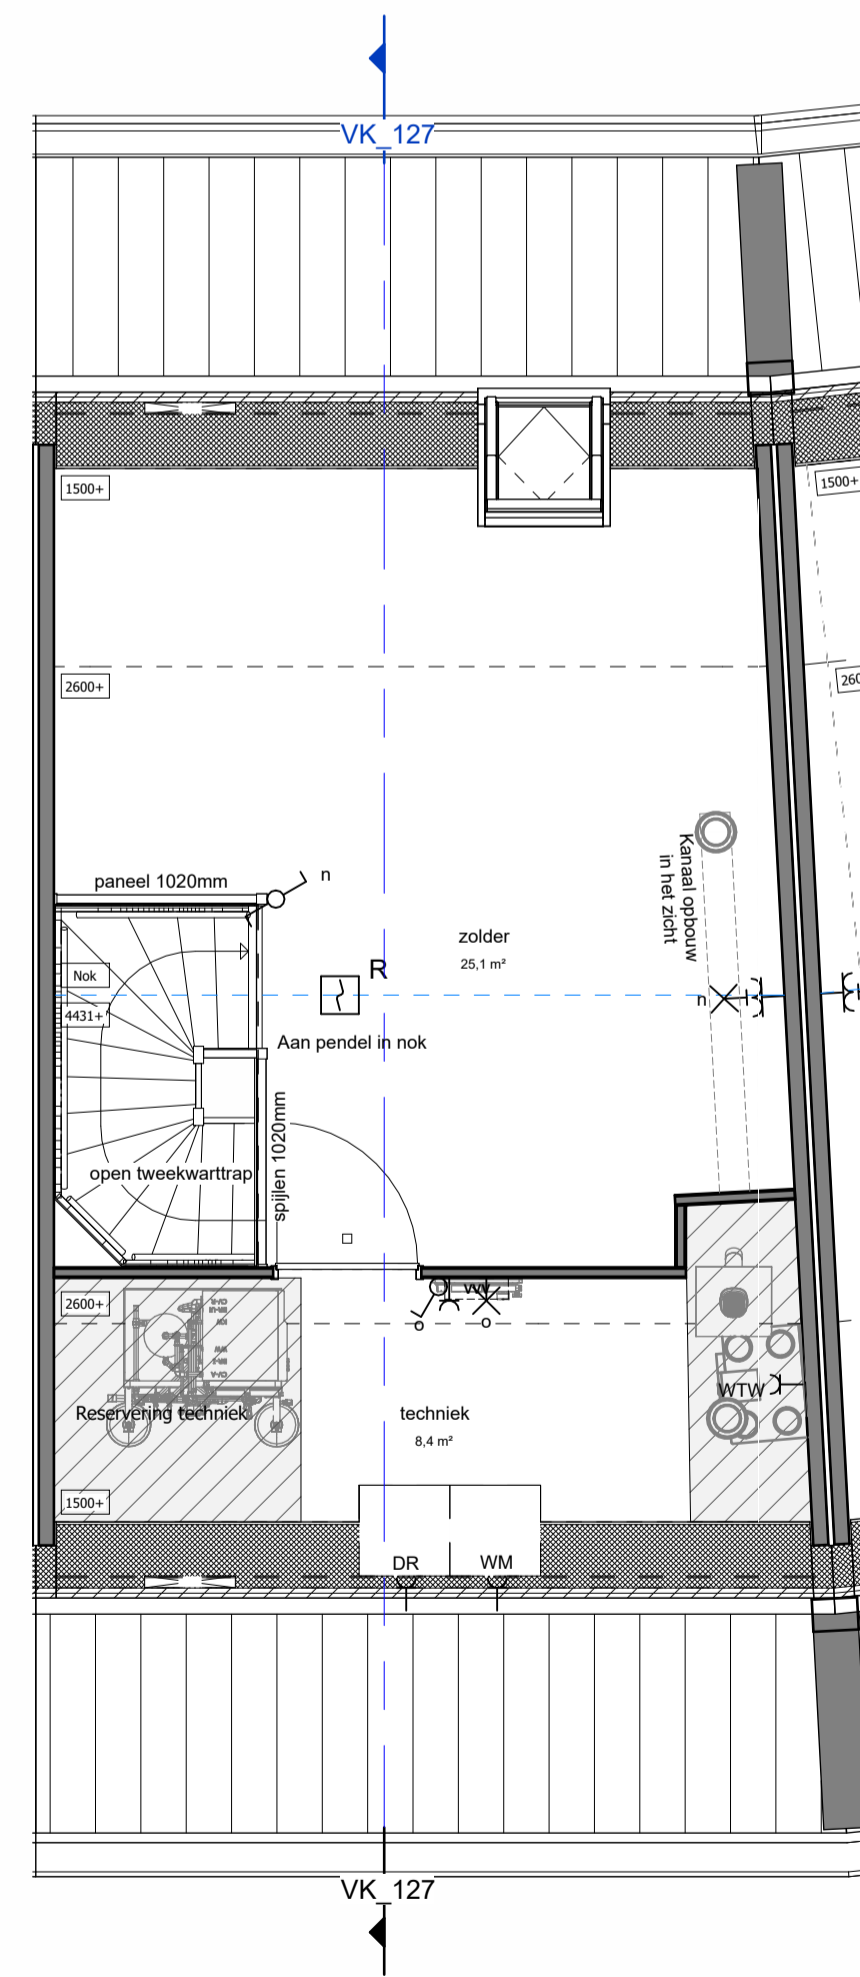 VK_127
1500+
1500+
2600+
260
paneel 1020mm
n
Kanaal opbouw
in het zicht
zolder
25,1 m²
Nok
R
4431+
n
Aan pendel in nok
open tweekwarttrap
spijlen 1020mm
2600+
VV
o
o
WTW
Reservering techniek
techniek
8,4 m²
1500+
DR
WM
VK_127